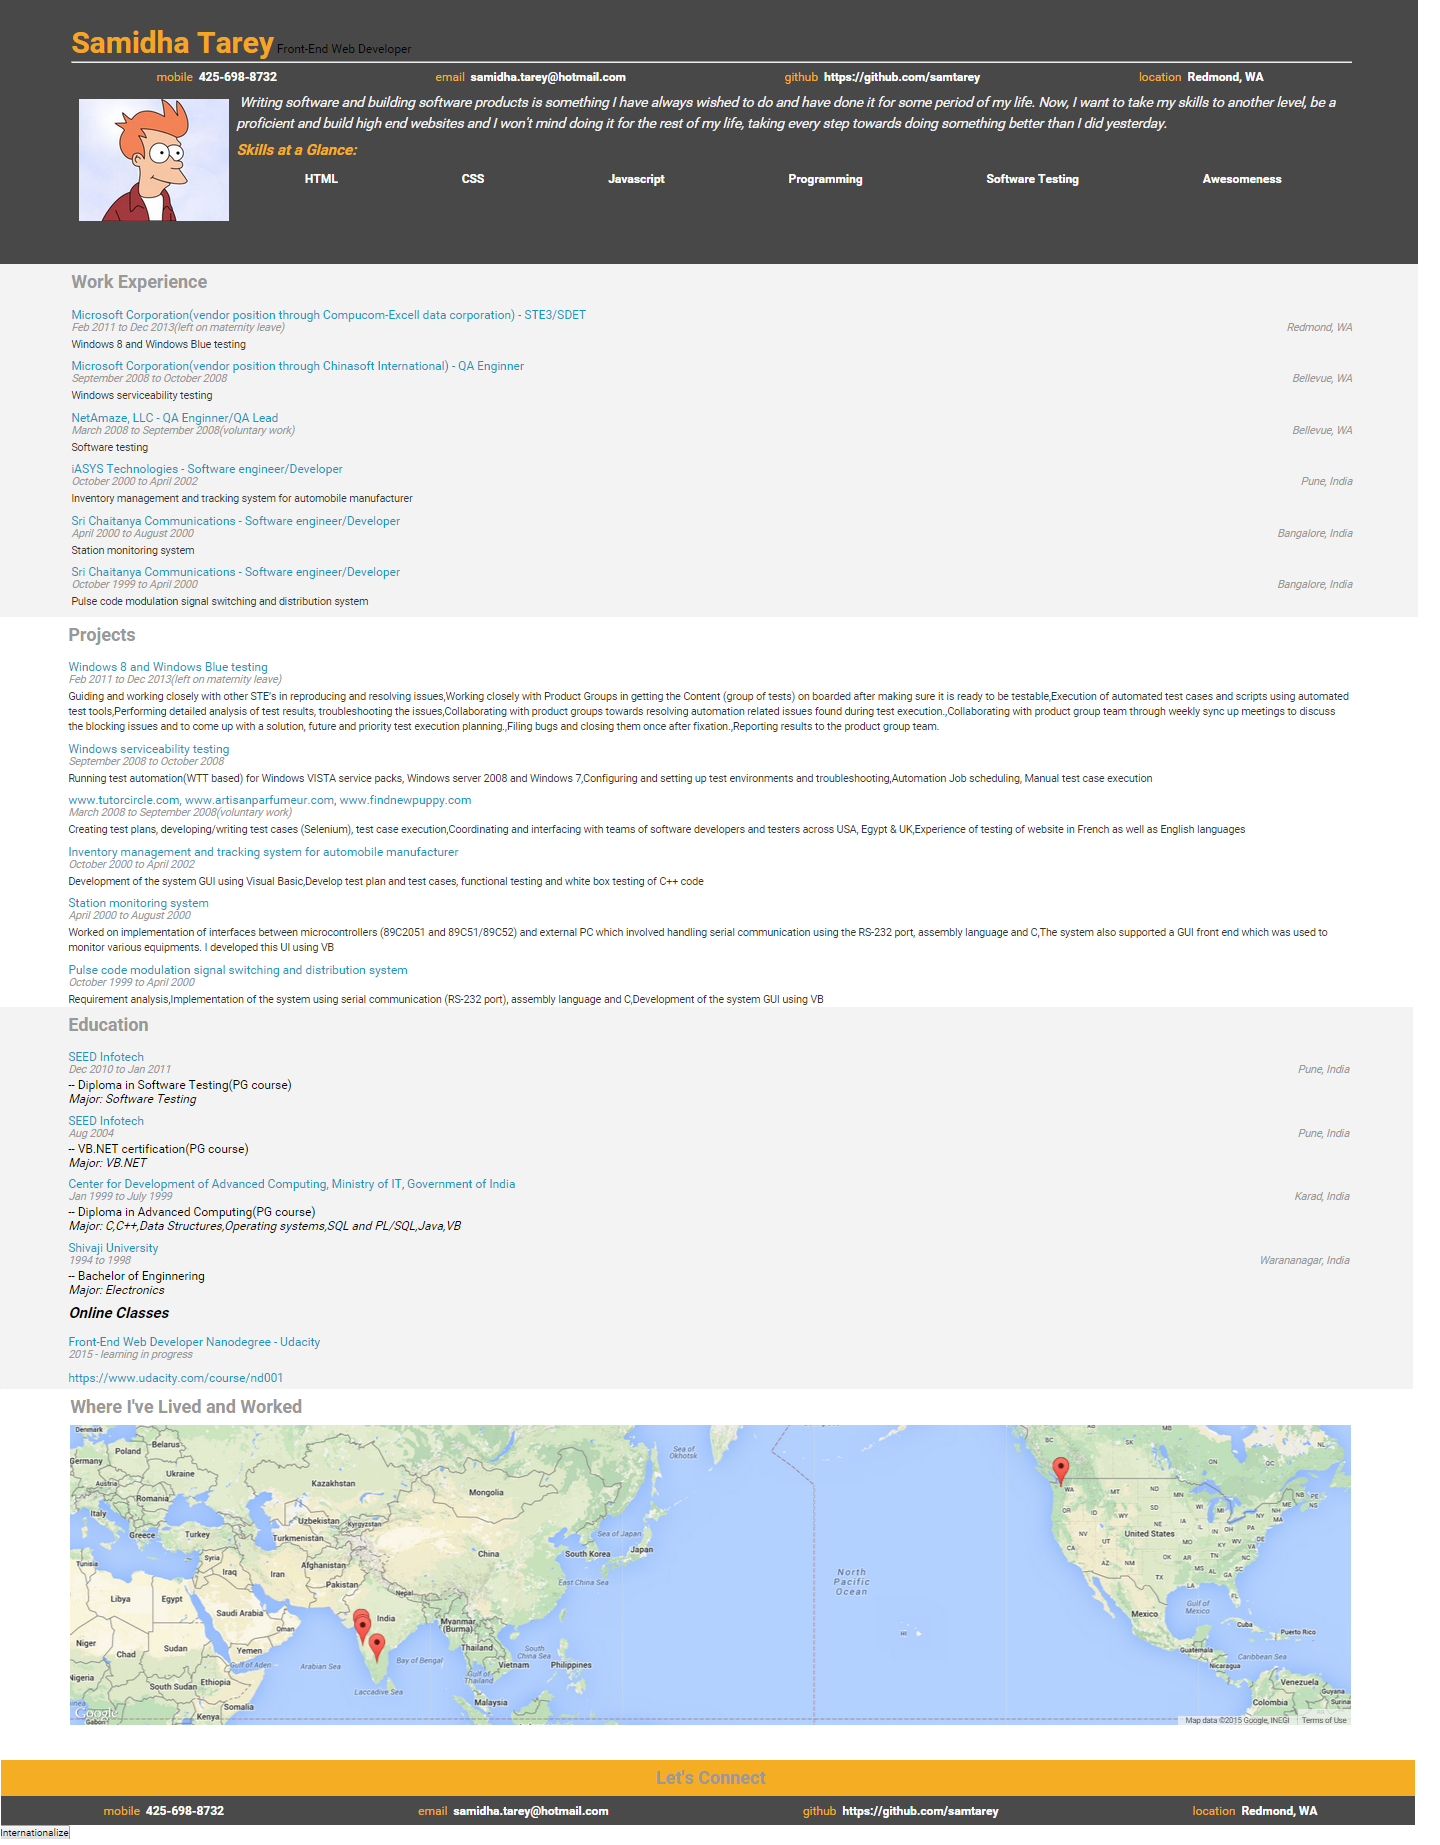 Samidha Tarey Front-End Web Developer
mobile 425-698-8732 email samidha.tarey@hotmail.com github https://github.com/samtarey location Redmond, WA
Writing software and building software products is something I have always wished to do and have done it for some period of my life. Now, I want to take my skills to another level, be a
proficient and build high end websites and I won't mind doing it for the rest of my life, taking every step towards doing something better than I did yesterday.
Skills at a Glance:
HTML CSS Javascript Programming Software Testing Awesomeness
Work Experience
Microsoft Corporation(vendor position through Compucom-Excell data corporation) - STE3/SDET
Feb 2011 to Dec 2013(left on maternity leave) Redmond, WA
Windows 8 and Windows Blue testing
Microsoft Corporation(vendor position through Chinasoft International) - QA Enginner
September 2008 to October 2008 Bellevue, WA
Windows serviceability testing
NetAmaze, LLC - QA Enginner/QA Lead
March 2008 to September 2008(voluntary work) Bellevue, WA
Software testing
iASYS Technologies - Software engineer/Developer
October 2000 to April 2002 Pune, India
Inventory management and tracking system for automobile manufacturer
Sri Chaitanya Communications - Software engineer/Developer
April 2000 to August 2000 Bangalore, India
Station monitoring system
Sri Chaitanya Communications - Software engineer/Developer
October 1999 to April 2000 Bangalore, India
Pulse code modulation signal switching and distribution system
Projects
Windows 8 and Windows Blue testing
Feb 2011 to Dec 2013(left on maternity leave)
Guiding and working closely with other STE's in reproducing and resolving issues,Working closely with Product Groups in getting the Content (group of tests) on boarded after making sure it is ready to be testable,Execution of automated test cases and scripts using automated
test tools,Performing detailed analysis of test results, troubleshooting the issues,Collaborating with product groups towards resolving automation related issues found during test execution.,Collaborating with product group team through weekly sync up meetings to discuss
the blocking issues and to come up with a solution, future and priority test execution planning.,Filing bugs and closing them once after fixation.,Reporting results to the product group team.
Windows serviceability testing
September 2008 to October 2008
Running test automation(WTT based) for Windows VISTA service packs, Windows server 2008 and Windows 7,Configuring and setting up test environments and troubleshooting,Automation Job scheduling, Manual test case execution
www.tutorcircle.com, www.artisanparfumeur.com, www.findnewpuppy.com
March 2008 to September 2008(voluntary work)
Creating test plans, developing/writing test cases (Selenium), test case execution,Coordinating and interfacing with teams of software developers and testers across USA, Egypt & UK,Experience of testing of website in French as well as English languages
Inventory management and tracking system for automobile manufacturer
October 2000 to April 2002
Development of the system GUI using Visual Basic,Develop test plan and test cases, functional testing and white box testing of C++ code
Station monitoring system
April 2000 to August 2000
Worked on implementation of interfaces between microcontrollers (89C2051 and 89C51/89C52) and external PC which involved handling serial communication using the RS-232 port, assembly language and C,The system also supported a GUI front end which was used to
monitor various equipments. I developed this UI using VB
Pulse code modulation signal switching and distribution system
October 1999 to April 2000
Requirement analysis,Implementation of the system using serial communication (RS-232 port), assembly language and C,Development of the system GUI using VB
Education
SEED Infotech
Dec 2010 to Jan 2011 Pune, India
-- Diploma in Software Testing(PG course)
Major: Software Testing
SEED Infotech
Aug 2004 Pune, India
-- VB.NET certification(PG course)
Major: VB.NET
Center for Development of Advanced Computing, Ministry of IT, Government of India
Jan 1999 to July 1999 Karad, India
-- Diploma in Advanced Computing(PG course)
Major: C,C++,Data Structures,Operating systems,SQL and PL/SQL,Java,VB
Shivaji University
1994 to 1998 Warananagar, India
-- Bachelor of Enginnering
Major: Electronics
Online Classes
Front-End Web Developer Nanodegree - Udacity
2015 - learning in progress
https://www.udacity.com/course/nd001
Where I've Lived and Worked
Denmark Belarus Poland Germany Ukraine Austria Romania Italy Greece Turkey Tunisia Syria Iraq Iran
Kazakhstan Mongolia Uzbekistan Kyrgyzstan Turkmenistan Afghanistan Pakistan China Nepal India
South Korea Japan Sea of Japan Sea of Okhotsk East China Sea
Libya Egypt Saudi Arabia Oman Niger Chad Sudan Yemen Gulf of Aden Nigeria South Sudan Ethiopia Somalia Kenya Gabon
Arabian Sea Bay of Bengal Laccadive Sea Myanmar (Burma) Thailand Gulf of Thailand Vietnam South China Sea Philippines Malaysia
North Pacific Ocean HI
AB MB BC SK ON QC NL NB PE NS WA MT ND MN OR ID SD WY WI MI NY NH ME MA IA NE NV UT IL IN OH PA CO KY WV VA DE MD MO KS CA OK AR TN NC AZ NM MS AL SC GA TX LA FL
United States Mexico Gulf of Mexico Cuba Puerto Rico Guatemala Caribbean Sea Nicaragua Venezuela Guyana Colombia Surinam
Google Map data ©2015 Google, INEGI Terms of Use
Let's Connect
mobile 425-698-8732 email samidha.tarey@hotmail.com github https://github.com/samtarey location Redmond, WA
Internationalize